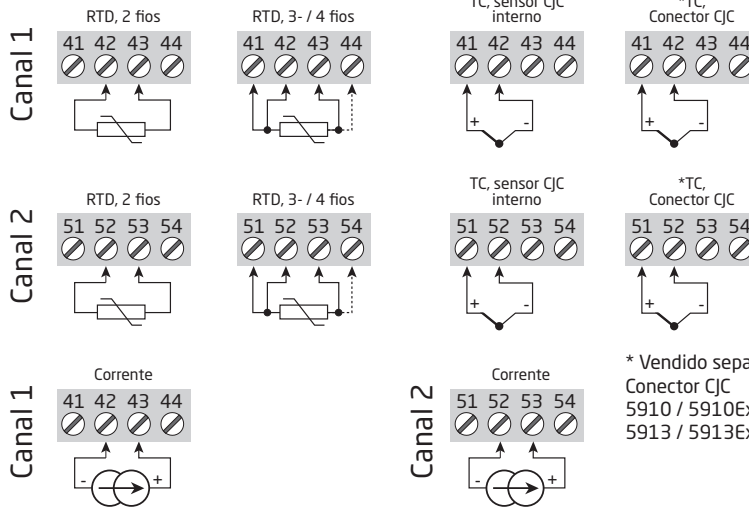 Canal 1
RTD, 2 fios
41 42 43 44
RTD, 3- / 4 fios
41 42 43 44
TC, sensor CJC
interno
41 42 43 44
+ -
*TC,
Conector CJC
41 42 43 44
+ -
Canal 2
RTD, 2 fios
51 52 53 54
RTD, 3- / 4 fios
51 52 53 54
TC, sensor CJC
interno
51 52 53 54
+ -
*TC,
Conector CJC
51 52 53 54
+ -
Canal 1
Corrente
41 42 43 44
- +
Canal 2
Corrente
51 52 53 54
- +
* Vendido sepa
Conector CJC
5910 / 5910Ex
5913 / 5913Ex